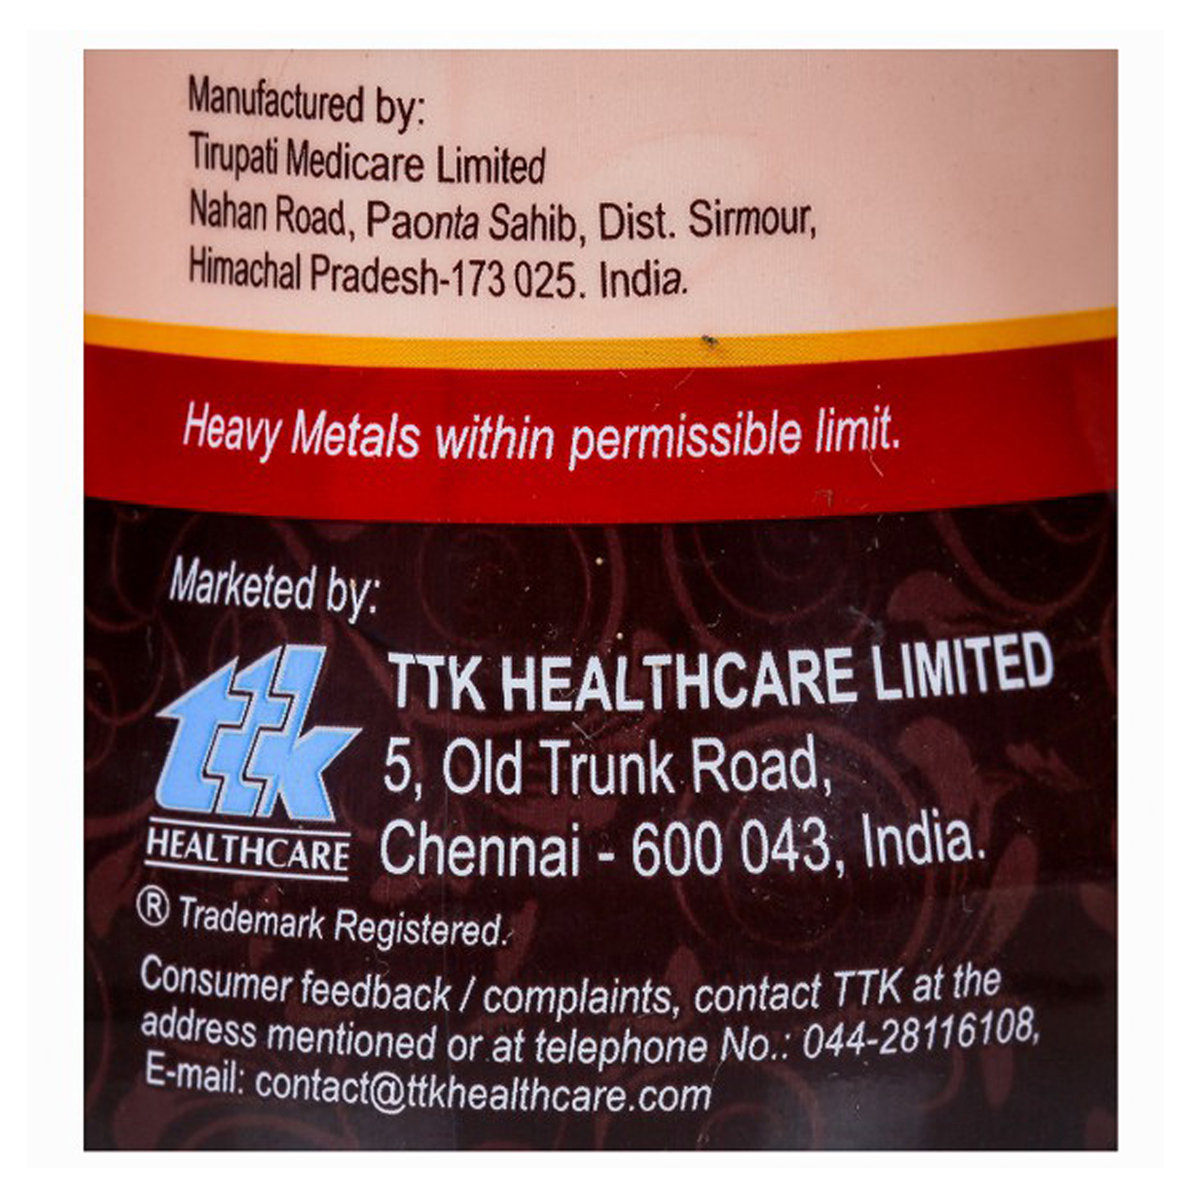 Manufactured by:
Tirupati Medicare Limited
Nahan Road, Paonta Sahib, Dist. Sirmour,
Himachal Pradesh-173 025. India.
Heavy Metals within permissible limit.
Marketed by:
ttk
HEALTHCARE
TTK HEALTHCARE LIMITED
5, Old Trunk Road,
Chennai - 600 043, India.
® Trademark Registered.
Consumer feedback / complaints, contact TTK at the
address mentioned or at telephone No.: 044-28116108,
E-mail: contact@ttkhealthcare.com